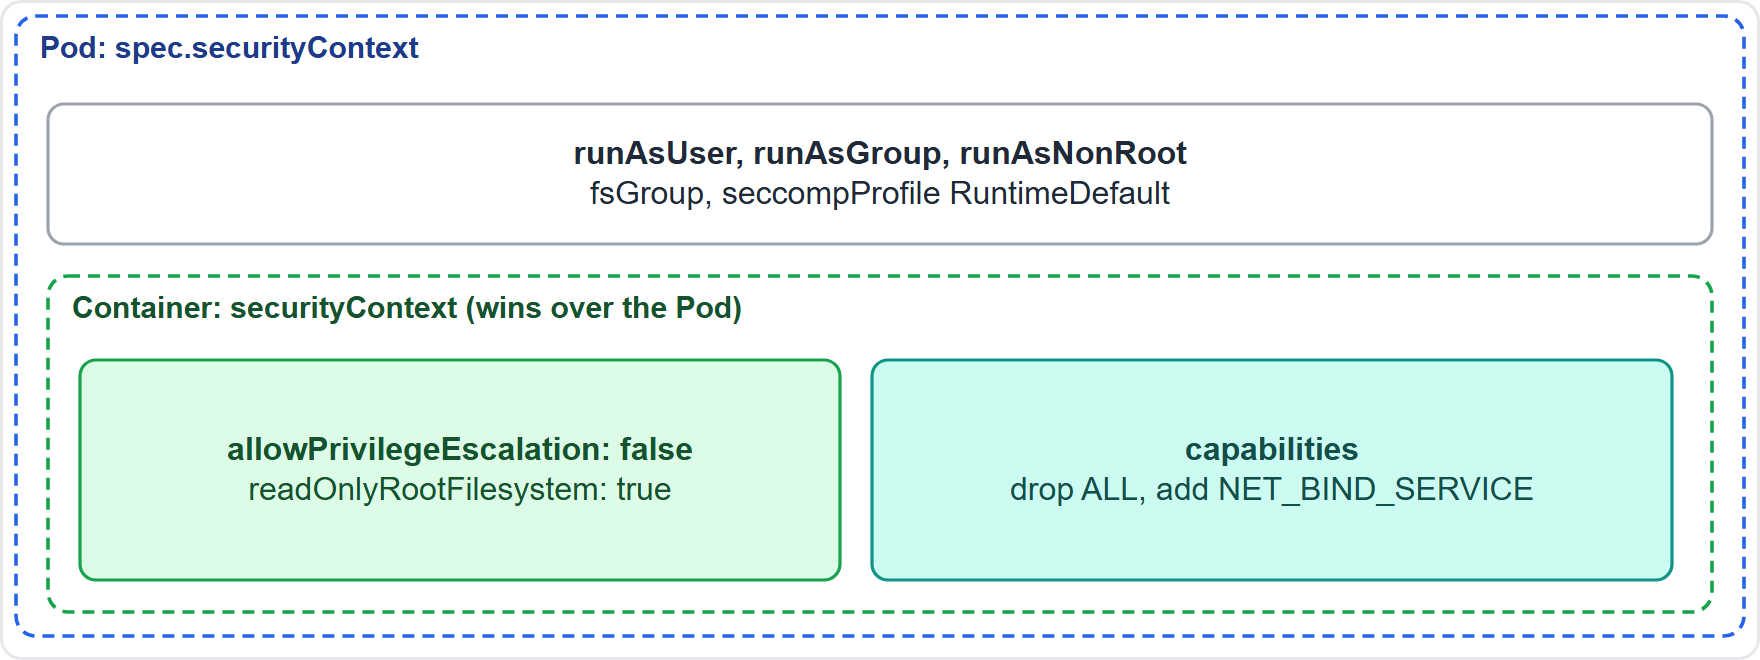 Pod: spec.securityContext
runAsUser, runAsGroup, runAsNonRoot
fsGroup, seccompProfile RuntimeDefault
Container: securityContext (wins over the Pod)
allowPrivilegeEscalation: false
readOnlyRootFilesystem: true
capabilities
drop ALL, add NET_BIND_SERVICE